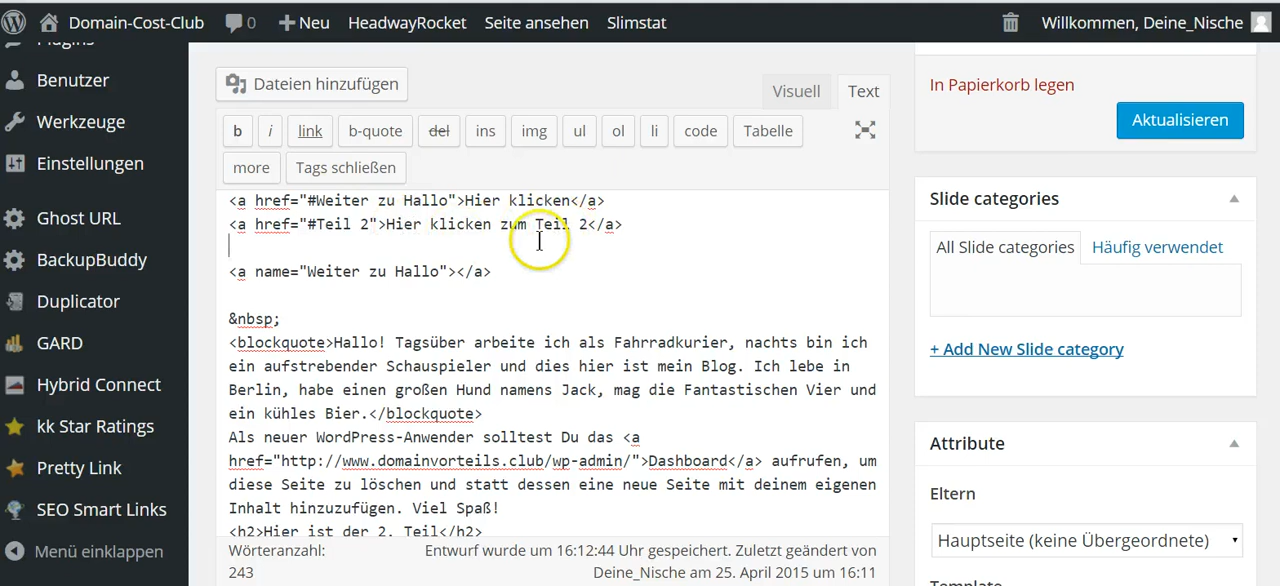 Domain-Cost-Club 0 Neu HeadwayRocket Seite ansehen Slimstat Willkommen, Deine_Nische
Plugins
Benutzer
Werkzeuge
Einstellungen
Ghost URL
BackupBuddy
Duplicator
GARD
Hybrid Connect
kk Star Ratings
Pretty Link
SEO Smart Links
Menü einklappen
Dateien hinzufügen
Visuell Text
b i link b-quote del ins img ul ol li code Tabelle
more Tags schließen
<a href="#Weiter zu Hallo">Hier klicken</a>
<a href="#Teil 2">Hier klicken zum Teil 2</a>
<a name="Weiter zu Hallo"></a>
&nbsp;
<blockquote>Hallo! Tagsüber arbeite ich als Fahrradkurier, nachts bin ich
ein aufstrebender Schauspieler und dies hier ist mein Blog. Ich lebe in
Berlin, habe einen großen Hund namens Jack, mag die Fantastischen Vier und
ein kühles Bier.</blockquote>
Als neuer WordPress-Anwender solltest Du das <a
href="http://www.domainvorteils.club/wp-admin/">Dashboard</a> aufrufen, um
diese Seite zu löschen und statt dessen eine neue Seite mit deinem eigenen
Inhalt hinzuzufügen. Viel Spaß!
<h2>Hier ist der 2. Teil</h2>
Wörteranzahl:
243
Entwurf wurde um 16:12:44 Uhr gespeichert. Zuletzt geändert von
Deine_Nische am 25. April 2015 um 16:11
In Papierkorb legen
Aktualisieren
Slide categories
All Slide categories Häufig verwendet
+ Add New Slide category
Attribute
Eltern
Hauptseite (keine Übergeordnete)
Template